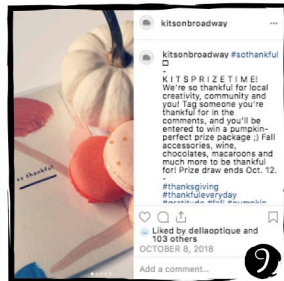 kitsonbroadway
kitsonbroadway #sothankful
-
K I T S P R I Z E T I M E!
We're so thankful for local
creativity, community and
you! Tag someone you're
thankful for in the
comments, and you'll be
entered to win a pumpkin-
perfect prize package ;) Fall
accessories, wine,
chocolates, macaroons and
much more to be thankful
for! Prize draw ends Oct. 12.
-
#thanksgiving
#thankfuleveryday
#gratitude #fall #pumpkin
so thankful
Liked by dellaoptique and
103 others
OCTOBER 8, 2018
Add a comment...
9